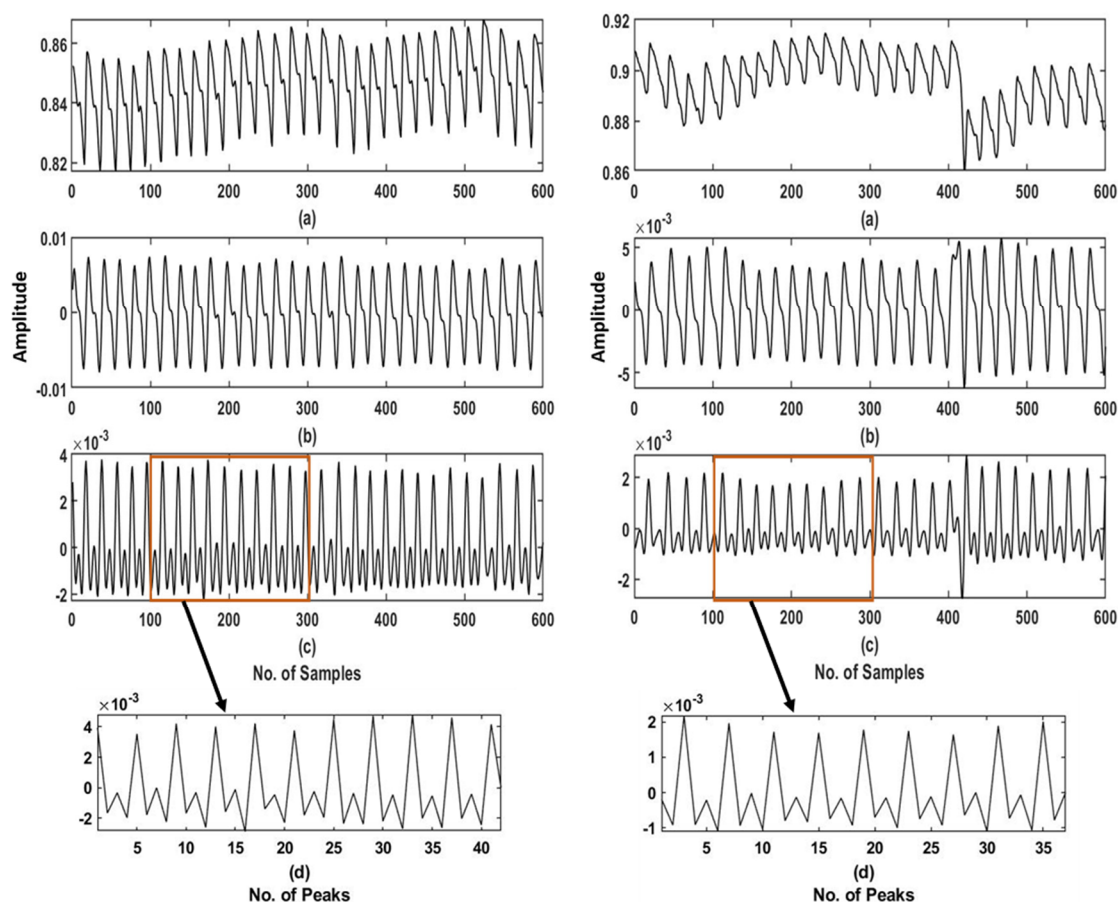 0.86
0.84
0.82
0 100 200 300 400 500 600
(a)
0.01
0
-0.01
Amplitude
0 100 200 300 400 500 600
(b)
×10⁻³
4
2
0
-2
0 100 200 300 400 500 600
(c)
No. of Samples
×10⁻³
4
2
0
-2
5 10 15 20 25 30 35 40
(d)
No. of Peaks
0.92
0.9
0.88
0.86
0 100 200 300 400 500 600
(a)
×10⁻³
5
0
-5
Amplitude
0 100 200 300 400 500 600
(b)
×10⁻³
2
0
-2
0 100 200 300 400 500 600
(c)
No. of Samples
×10⁻³
2
1
0
-1
5 10 15 20 25 30 35
(d)
No. of Peaks